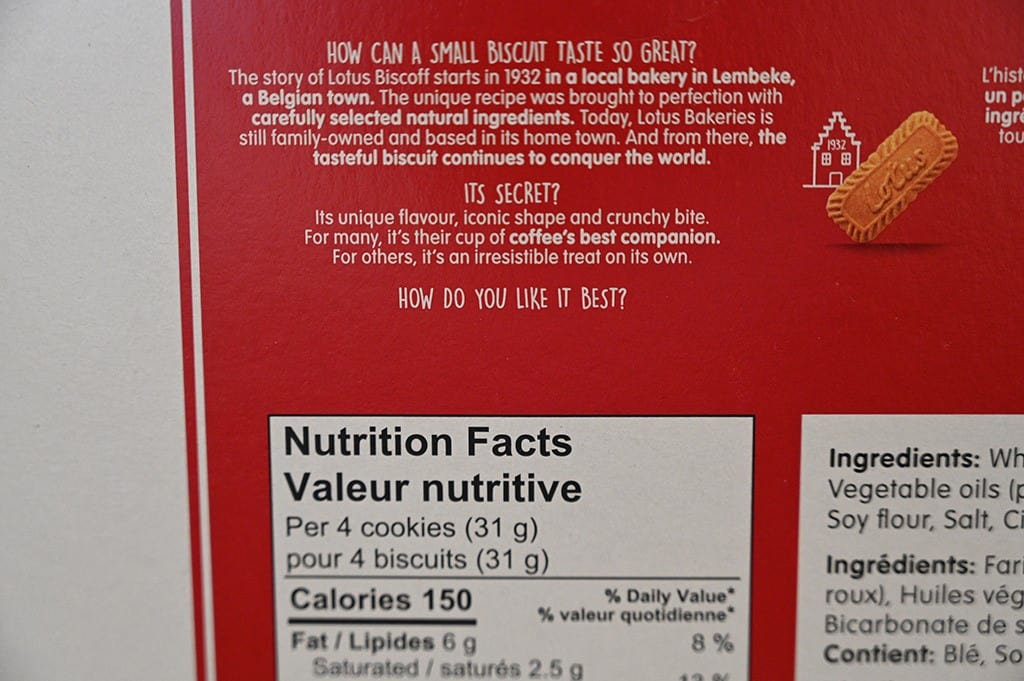 HOW CAN A SMALL BISCUIT TASTE SO GREAT?
The story of Lotus Biscoff starts in 1932 in a local bakery in Lembeke,
a Belgian town. The unique recipe was brought to perfection with
carefully selected natural ingredients. Today, Lotus Bakeries is
still family-owned and based in its home town. And from there, the
tasteful biscuit continues to conquer the world.
ITS SECRET?
Its unique flavour, iconic shape and crunchy bite.
For many, it's their cup of coffee's best companion.
For others, it's an irresistible treat on its own.
HOW DO YOU LIKE IT BEST?
1932
Lotus
L'hist
un p
ingré
tou
Nutrition Facts
Valeur nutritive
Per 4 cookies (31 g)
pour 4 biscuits (31 g)
Calories 150
% Daily Value*
% valeur quotidienne*
Fat / Lipides 6 g
8 %
Saturated / saturés 2.5 g
Ingredients: Wh
Vegetable oils (p
Soy flour, Salt, Ci
Ingrédients: Fari
roux), Huiles vég
Bicarbonate de s
Contient: Blé, So